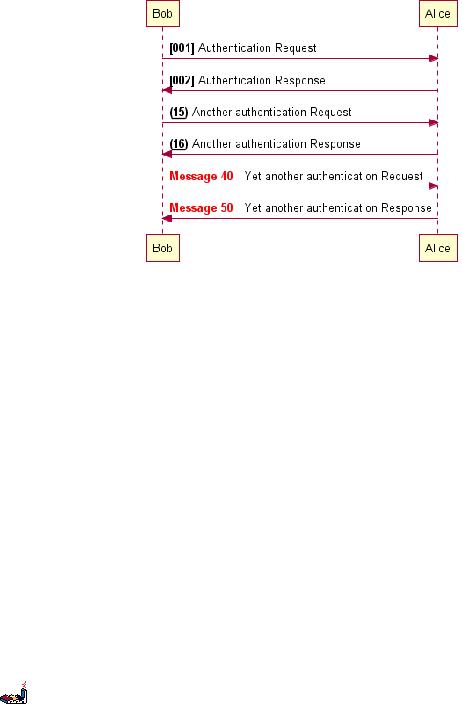 Bob Alice
[001] Authentication Request
[002] Authentication Response
(15) Another authentication Request
(16) Another authentication Response
Message 40 Yet another authentication Request
Message 50 Yet another authentication Response
Bob Alice